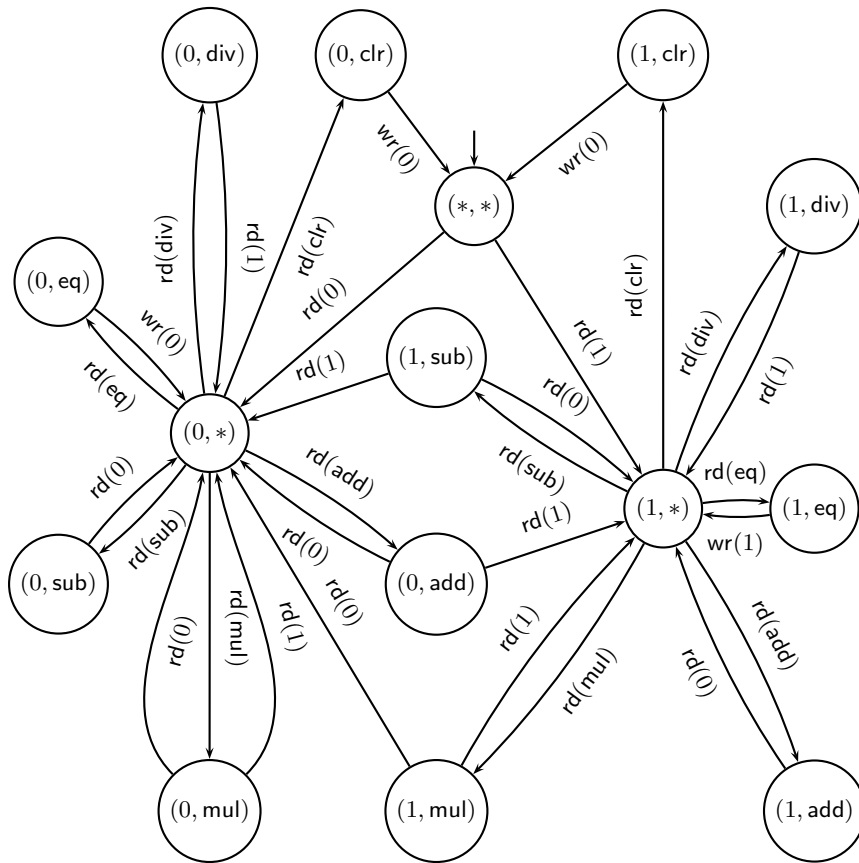 (0, div)
(0, clr)
(1, clr)
wr(0)
wr(0)
(∗, ∗)
(1, div)
rd(div)
rd(1)
rd(clr)
rd(clr)
(0, eq)
wr(0)
rd(0)
rd(eq)
rd(1)
(1, sub)
rd(1)
rd(div)
rd(1)
rd(0)
(0, ∗)
rd(0)
rd(sub)
rd(add)
rd(sub)
rd(eq)
(1, ∗)
(1, eq)
rd(1)
wr(1)
(0, sub)
rd(0)
(0, add)
rd(0)
rd(mul)
rd(1)
rd(0)
rd(1)
rd(mul)
rd(add)
rd(0)
(0, mul)
(1, mul)
(1, add)